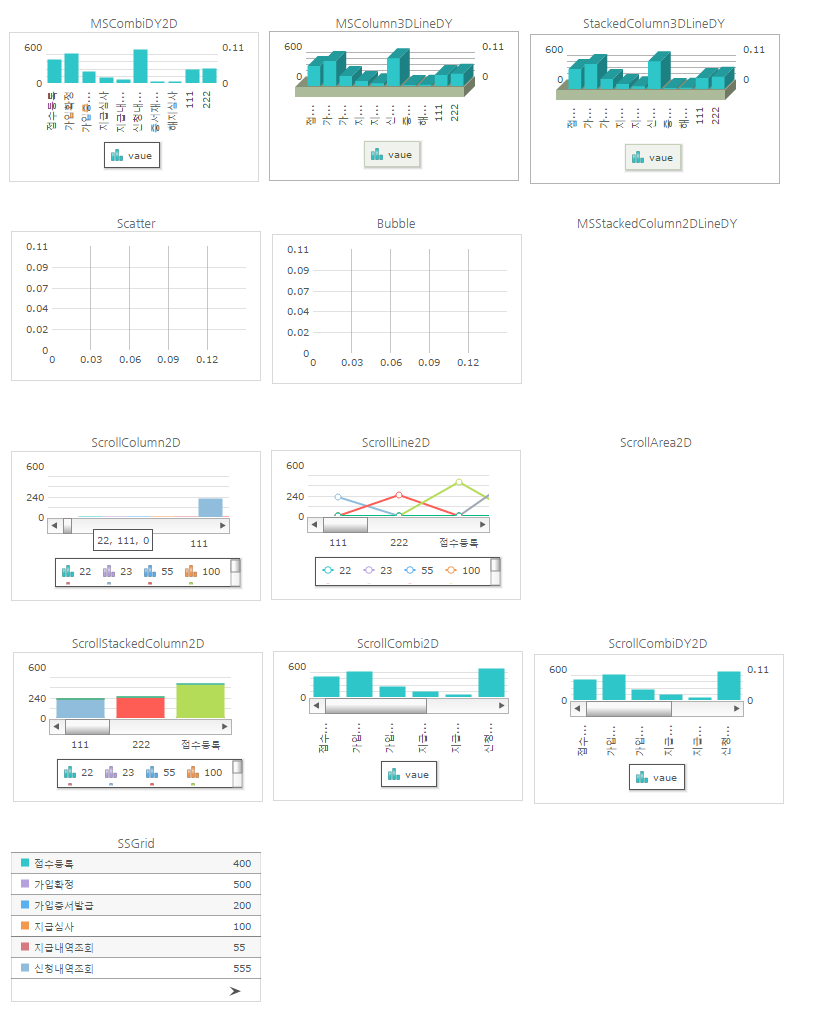 MSCombiDY2D
600
0
0.11
0
접수등록
가입확정
가입증...
지급심사
지급내...
신청내...
증서재...
해지심사
111
222
vaue
MSColumn3DLineDY
600
0
0.11
0
접...
가...
가...
지...
지...
신...
증...
해...
111
222
vaue
StackedColumn3DLineDY
600
0
0.11
0
접...
가...
가...
지...
지...
신...
증...
해...
111
222
vaue
Scatter
0.11
0.09
0.07
0.04
0.02
0
0 0.03 0.06 0.09 0.12
Bubble
0.11
0.09
0.07
0.04
0.02
0
0 0.03 0.06 0.09 0.12
MSStackedColumn2DLineDY
ScrollColumn2D
600
240
0
22, 111, 0
111
22 23 55 100
ScrollLine2D
600
240
0
111 222 접수등록
22 23 55 100
ScrollArea2D
ScrollStackedColumn2D
600
240
0
111 222 접수등록
22 23 55 100
ScrollCombi2D
600
0
접수...
가입...
가입...
지급...
지급...
신청...
vaue
ScrollCombiDY2D
600
0
0.11
0
접수...
가입...
가입...
지급...
지급...
신청...
vaue
SSGrid
접수등록 400
가입확정 500
가입증서발급 200
지급심사 100
지급내역조회 55
신청내역조회 555